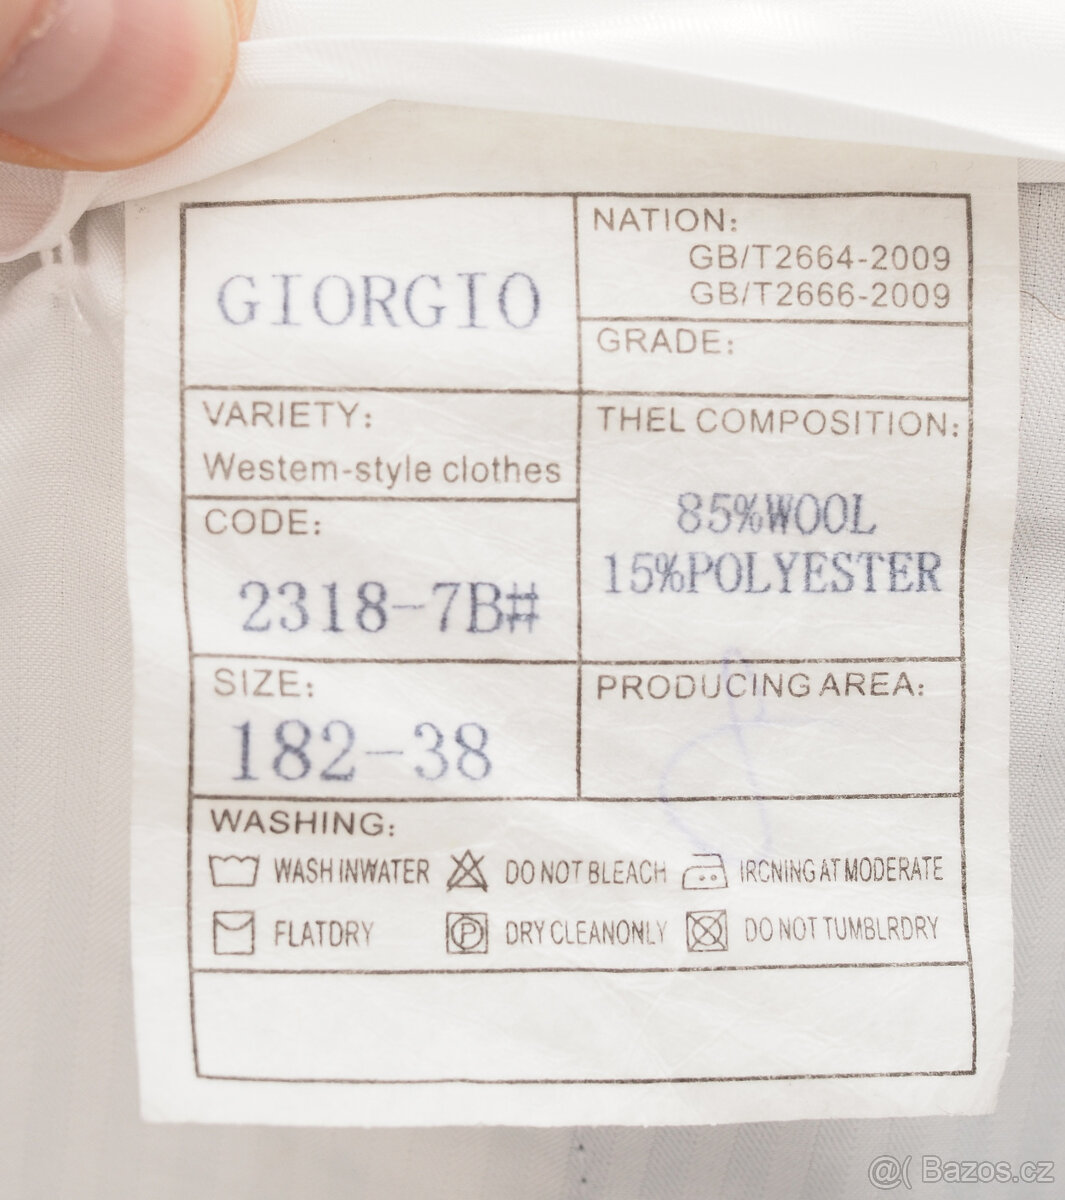 GIORGIO
NATION:
GB/T2664-2009
GB/T2666-2009
GRADE:
VARIETY:
Westem-style clothes
THEL COMPOSITION:
85%WOOL
15%POLYESTER
CODE:
2318-7B#
SIZE:
182-38
PRODUCING AREA:
WASHING:
WASH INWATER DO NOT BLEACH IRCNING AT MODERATE
FLATDRY DRY CLEANONLY DO NOT TUMBLRDRY
@( Bazos.cz